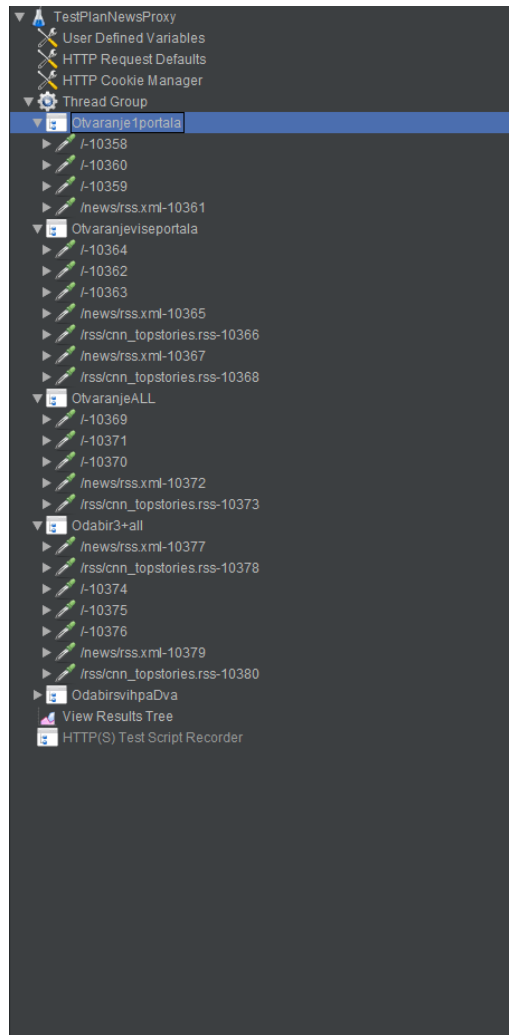 TestPlanNewsProxy
User Defined Variables
HTTP Request Defaults
HTTP Cookie Manager
Thread Group
Otvaranje1portala
/-10358
/-10360
/-10359
/news/rss.xml-10361
Otvaranjeviseportala
/-10364
/-10362
/-10363
/news/rss.xml-10365
/rss/cnn_topstories.rss-10366
/news/rss.xml-10367
/rss/cnn_topstories.rss-10368
OtvaranjeALL
/-10369
/-10371
/-10370
/news/rss.xml-10372
/rss/cnn_topstories.rss-10373
Odabir3+all
/news/rss.xml-10377
/rss/cnn_topstories.rss-10378
/-10374
/-10375
/-10376
/news/rss.xml-10379
/rss/cnn_topstories.rss-10380
OdabirsvihpaDva
View Results Tree
HTTP(S) Test Script Recorder